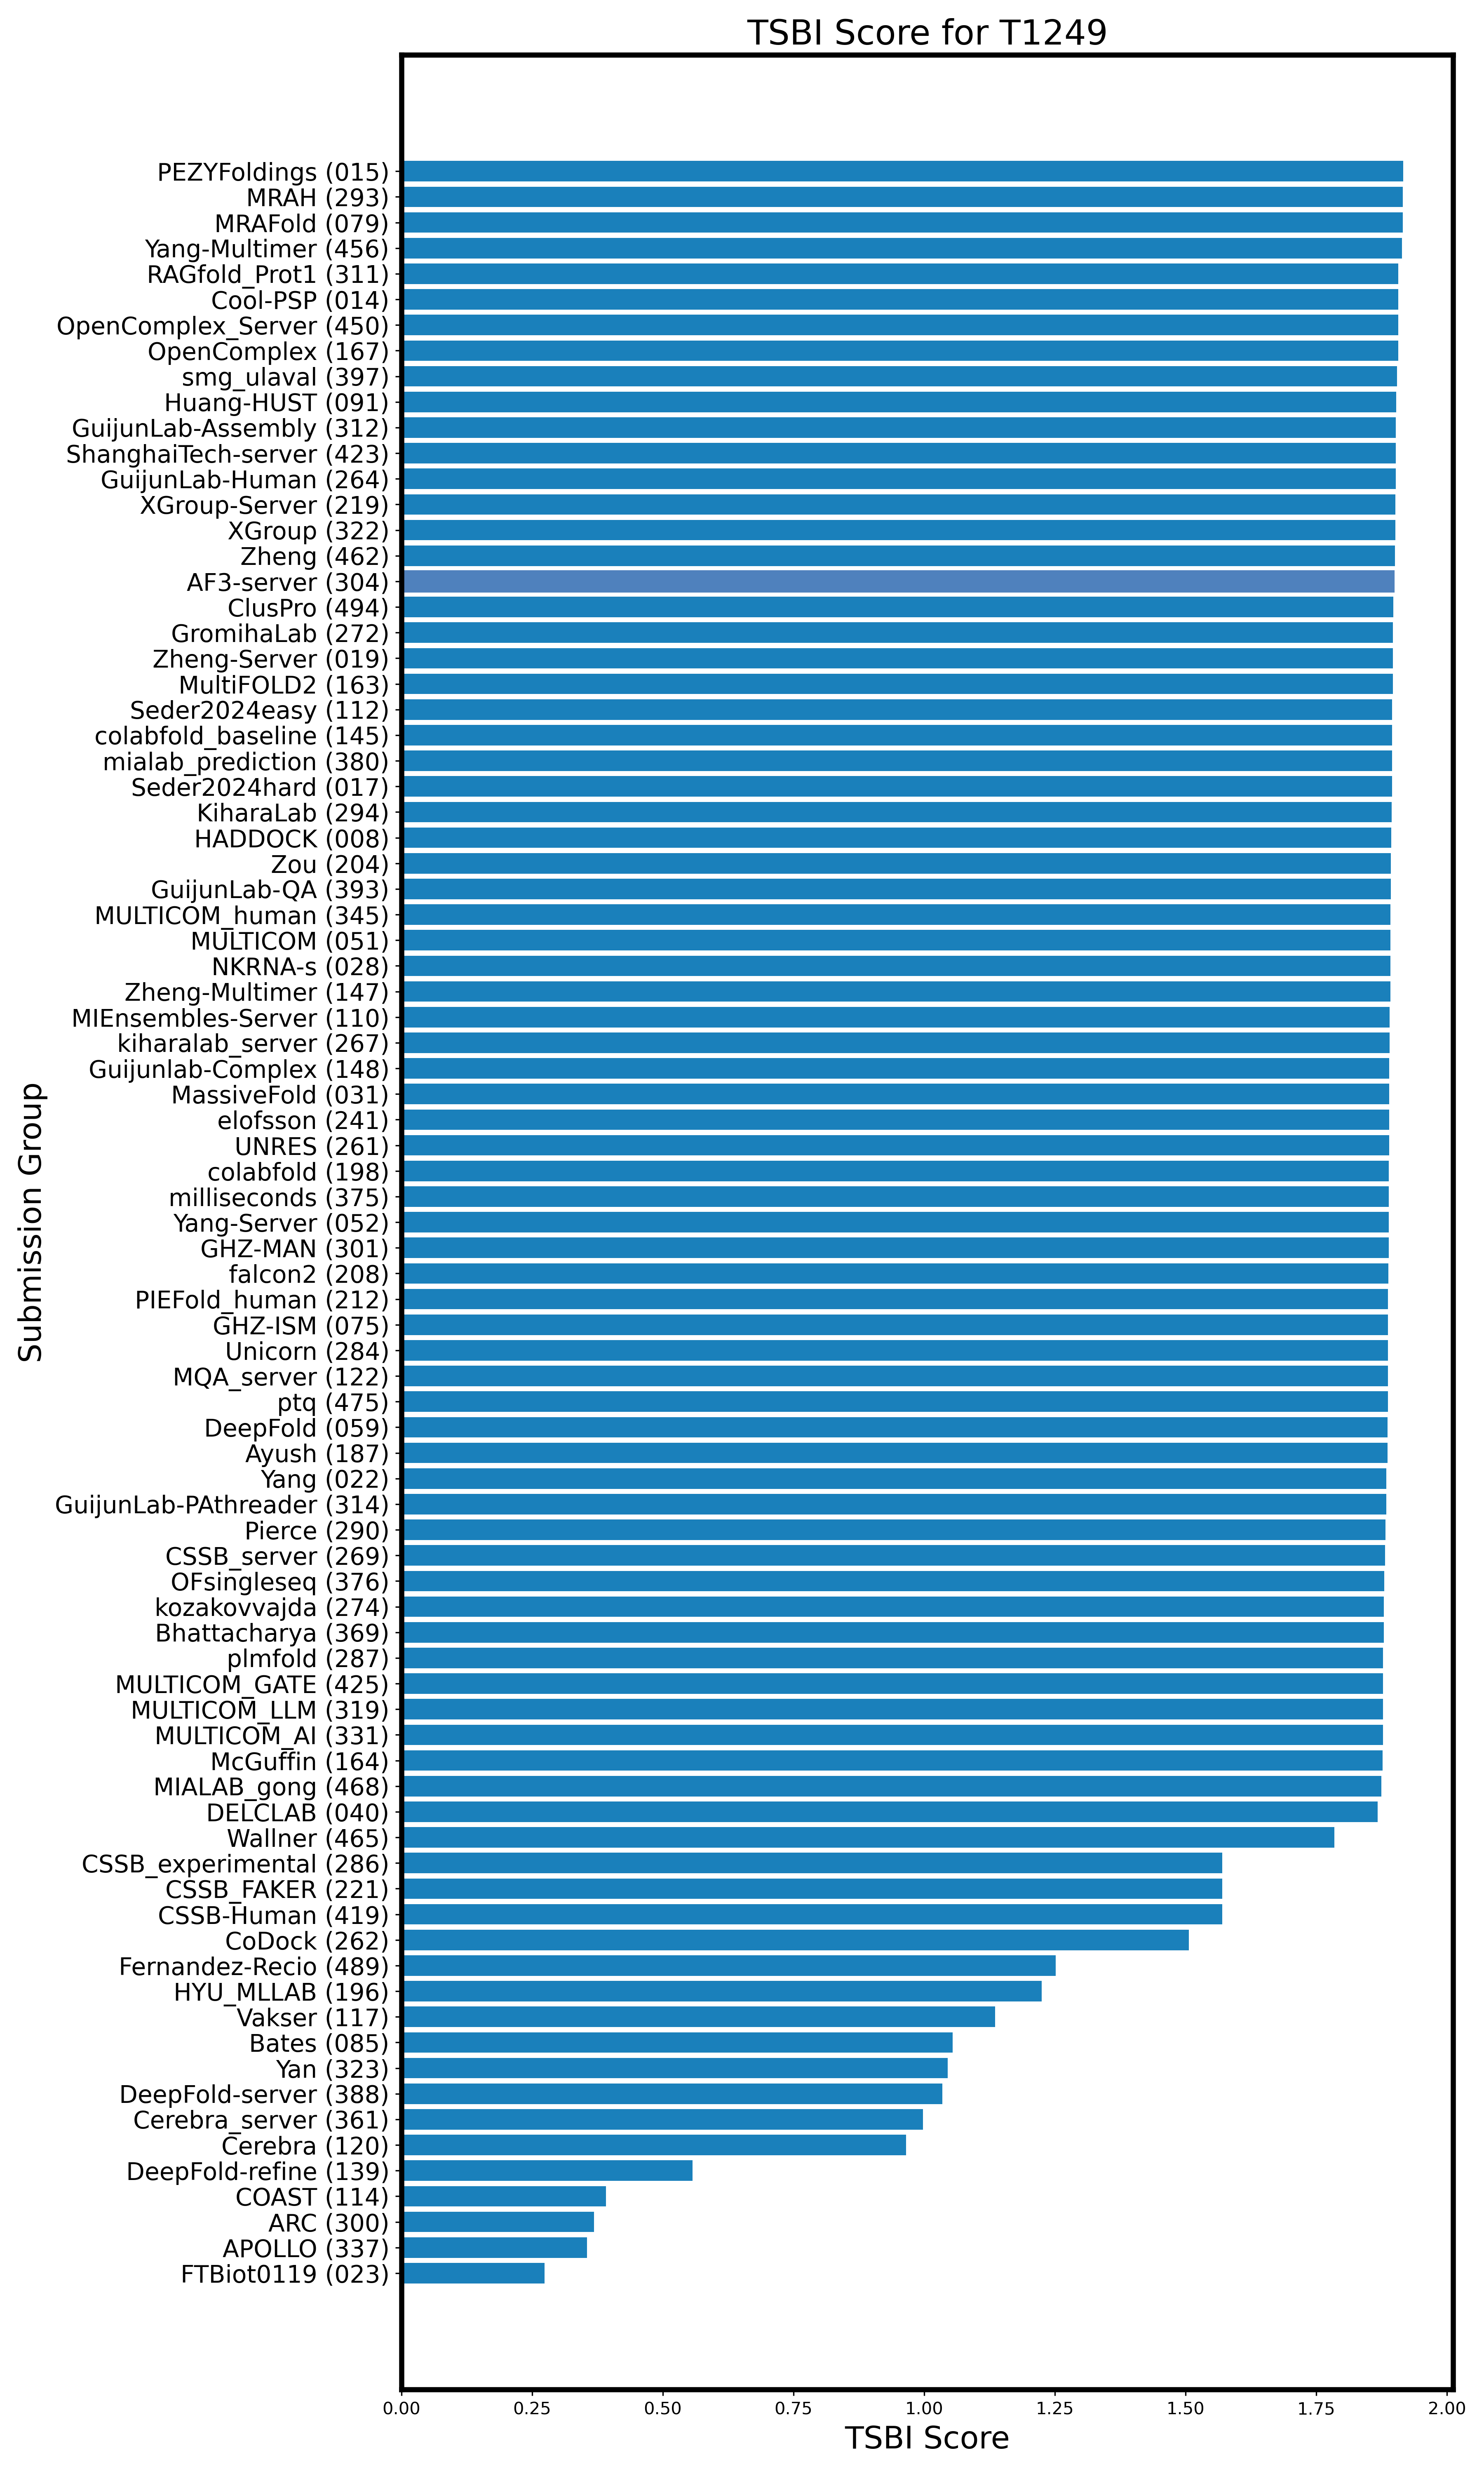 TSBI Score for T1249
PEZYFoldings (015)
MRAH (293)
MRAFold (079)
Yang-Multimer (456)
RAGfold_Prot1 (311)
Cool-PSP (014)
OpenComplex_Server (450)
OpenComplex (167)
smg_ulaval (397)
Huang-HUST (091)
GuijunLab-Assembly (312)
ShanghaiTech-server (423)
GuijunLab-Human (264)
XGroup-Server (219)
XGroup (322)
Zheng (462)
AF3-server (304)
ClusPro (494)
GromihaLab (272)
Zheng-Server (019)
MultiFOLD2 (163)
Seder2024easy (112)
colabfold_baseline (145)
mialab_prediction (380)
Seder2024hard (017)
KiharaLab (294)
HADDOCK (008)
Zou (204)
GuijunLab-QA (393)
MULTICOM_human (345)
MULTICOM (051)
NKRNA-s (028)
Zheng-Multimer (147)
MIEnsembles-Server (110)
kiharalab_server (267)
Guijunlab-Complex (148)
MassiveFold (031)
elofsson (241)
UNRES (261)
colabfold (198)
milliseconds (375)
Yang-Server (052)
GHZ-MAN (301)
falcon2 (208)
PIEFold_human (212)
GHZ-ISM (075)
Unicorn (284)
MQA_server (122)
ptq (475)
DeepFold (059)
Ayush (187)
Yang (022)
GuijunLab-PAthreader (314)
Pierce (290)
CSSB_server (269)
OFsingleseq (376)
kozakovvajda (274)
Bhattacharya (369)
plmfold (287)
MULTICOM_GATE (425)
MULTICOM_LLM (319)
MULTICOM_AI (331)
McGuffin (164)
MIALAB_gong (468)
DELCLAB (040)
Wallner (465)
CSSB_experimental (286)
CSSB_FAKER (221)
CSSB-Human (419)
CoDock (262)
Fernandez-Recio (489)
HYU_MLLAB (196)
Vakser (117)
Bates (085)
Yan (323)
DeepFold-server (388)
Cerebra_server (361)
Cerebra (120)
DeepFold-refine (139)
COAST (114)
ARC (300)
APOLLO (337)
FTBiot0119 (023)
Submission Group
0.00 0.25 0.50 0.75 1.00 1.25 1.50 1.75 2.00
TSBI Score